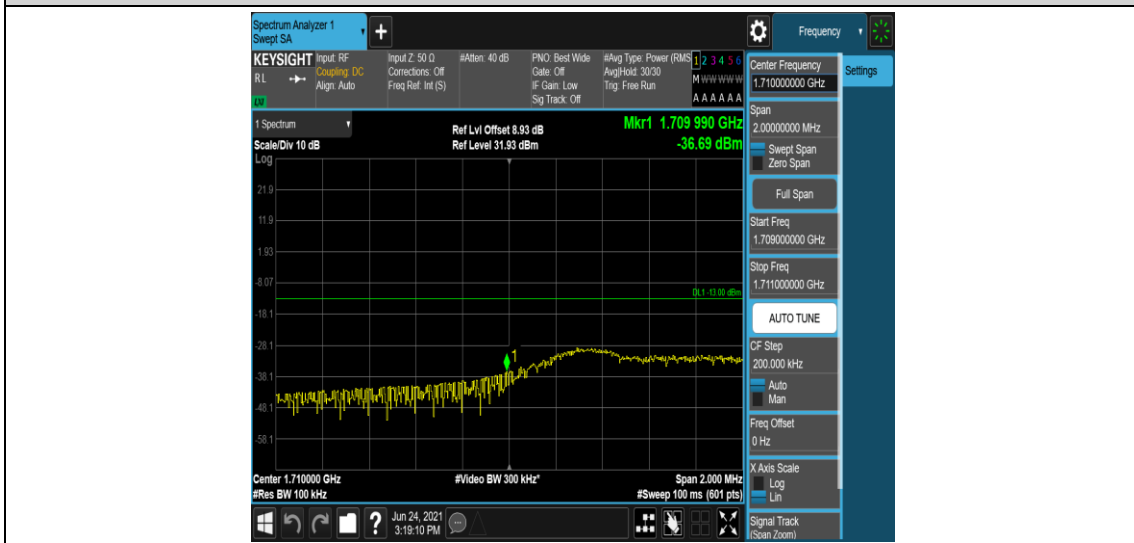 Spectrum Analyzer 1
Swept SA
+
Frequency
KEYSIGHT
RL
LXI
Input: RF
Coupling: DC
Align: Auto
Input Z: 50 Ω
Corrections: Off
Freq Ref: Int (S)
#Atten: 40 dB
PNO: Best Wide
Gate: Off
IF Gain: Low
Sig Track: Off
#Avg Type: Power (RMS
Avg|Hold: 30/30
Trig: Free Run
1 2 3 4 5 6
M W W W W W
A A A A A A
1 Spectrum
Scale/Div 10 dB
Log
Ref Lvl Offset 8.93 dB
Ref Level 31.93 dBm
Mkr1 1.709 990 GHz
-36.69 dBm
21.9
11.9
1.93
-8.07
DL1 -13.00 dBm
-18.1
-28.1
1
-38.1
-48.1
-58.1
Center 1.710000 GHz
#Video BW 300 kHz*
Span 2.000 MHz
#Res BW 100 kHz
#Sweep 100 ms (601 pts)
?
Jun 24, 2021
3:19:10 PM
Center Frequency
1.710000000 GHz
Settings
Span
2.00000000 MHz
Swept Span
Zero Span
Full Span
Start Freq
1.709000000 GHz
Stop Freq
1.711000000 GHz
AUTO TUNE
CF Step
200.000 kHz
Auto
Man
Freq Offset
0 Hz
X Axis Scale
Log
Lin
Signal Track
(Span Zoom)